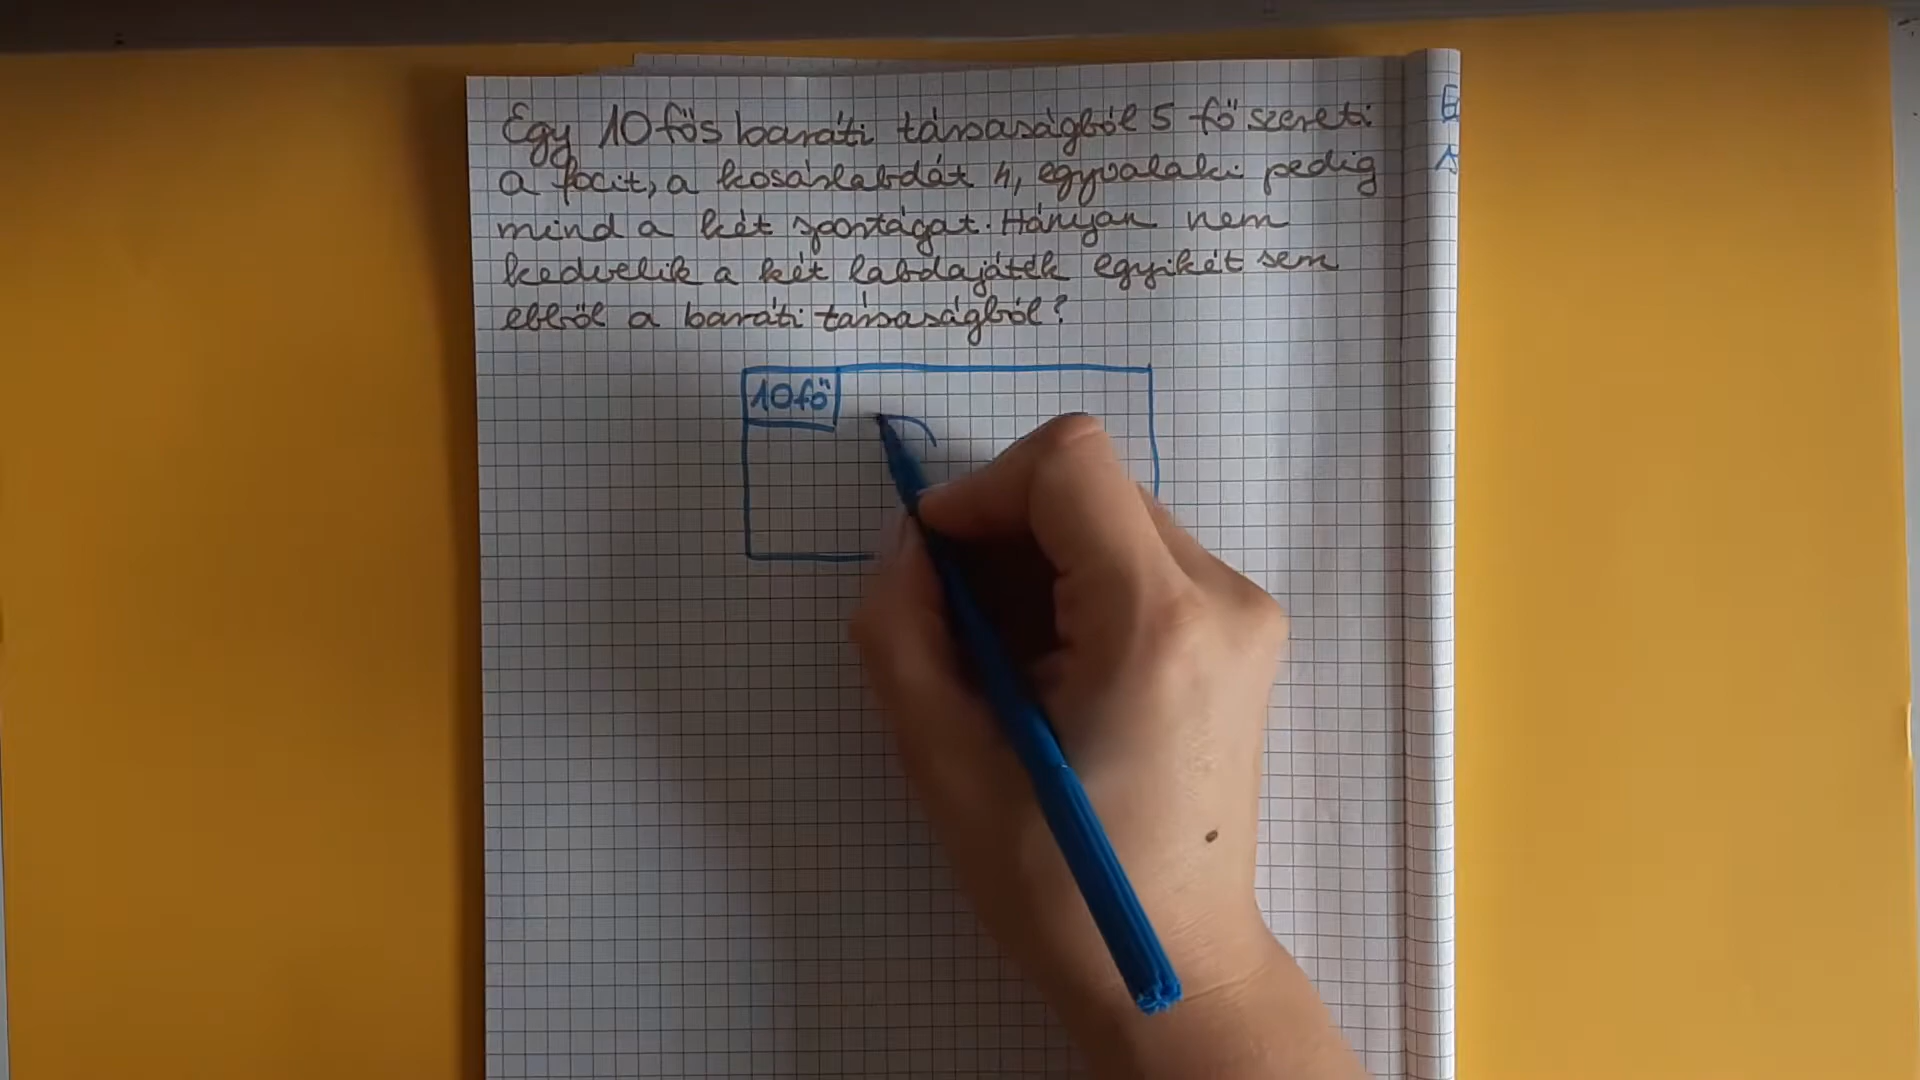 Egy 10 fős baráti társaságból 5 fő szereti
a focit, a kosárlabdát 4, egyvalaki pedig
mind a két sportágat. Hányan nem
kedvelik a két labdajáték egyikét sem
ebből a baráti társaságból?
10 fő